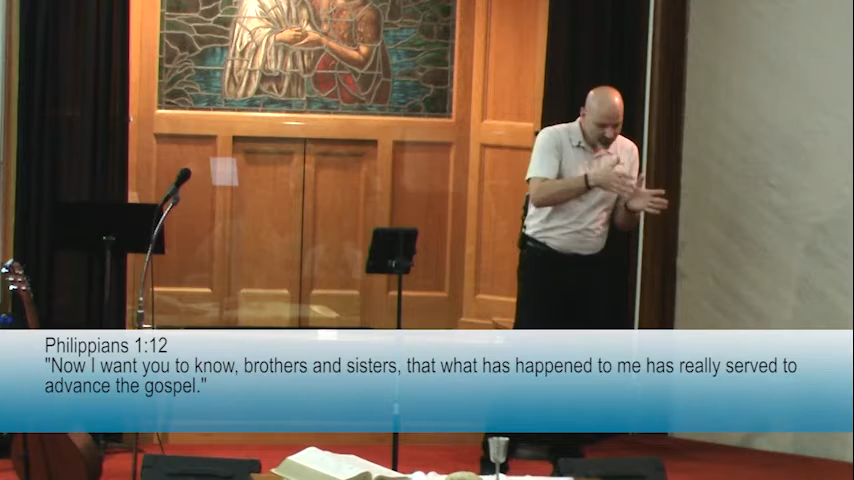 Philippians 1:12
"Now I want you to know, brothers and sisters, that what has happened to me has really served to
advance the gospel."